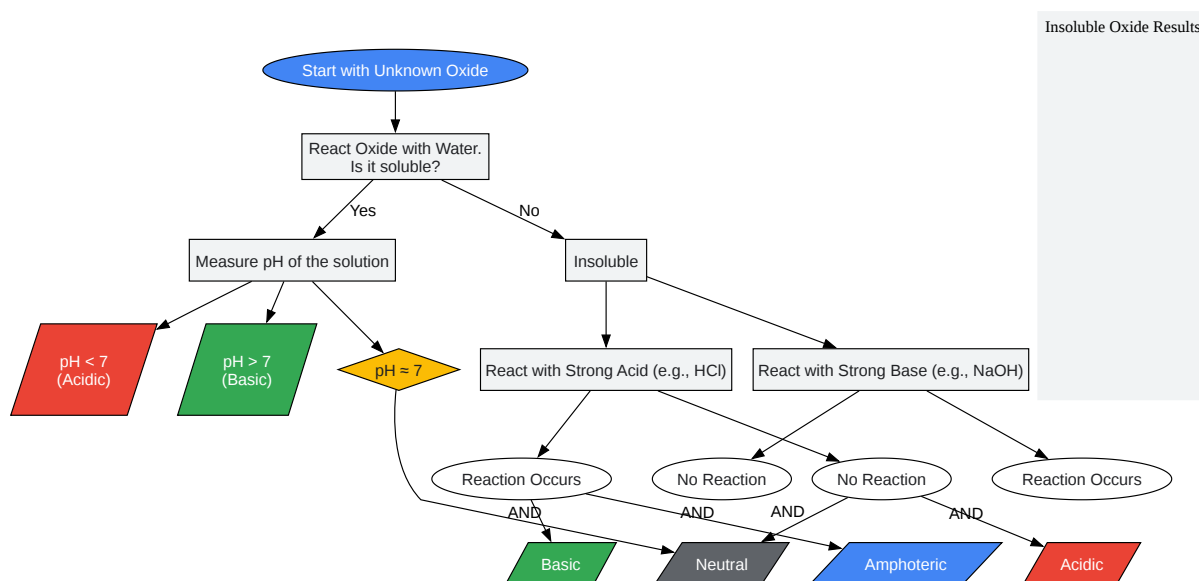 Insoluble Oxide Results
Start with Unknown Oxide
React Oxide with Water.
Is it soluble?
Yes
No
Measure pH of the solution
Insoluble
pH < 7
(Acidic)
pH > 7
(Basic)
pH ≈ 7
React with Strong Acid (e.g., HCl)
React with Strong Base (e.g., NaOH)
Reaction Occurs
No Reaction
No Reaction
Reaction Occurs
AND
AND
AND
AND
Basic
Neutral
Amphoteric
Acidic